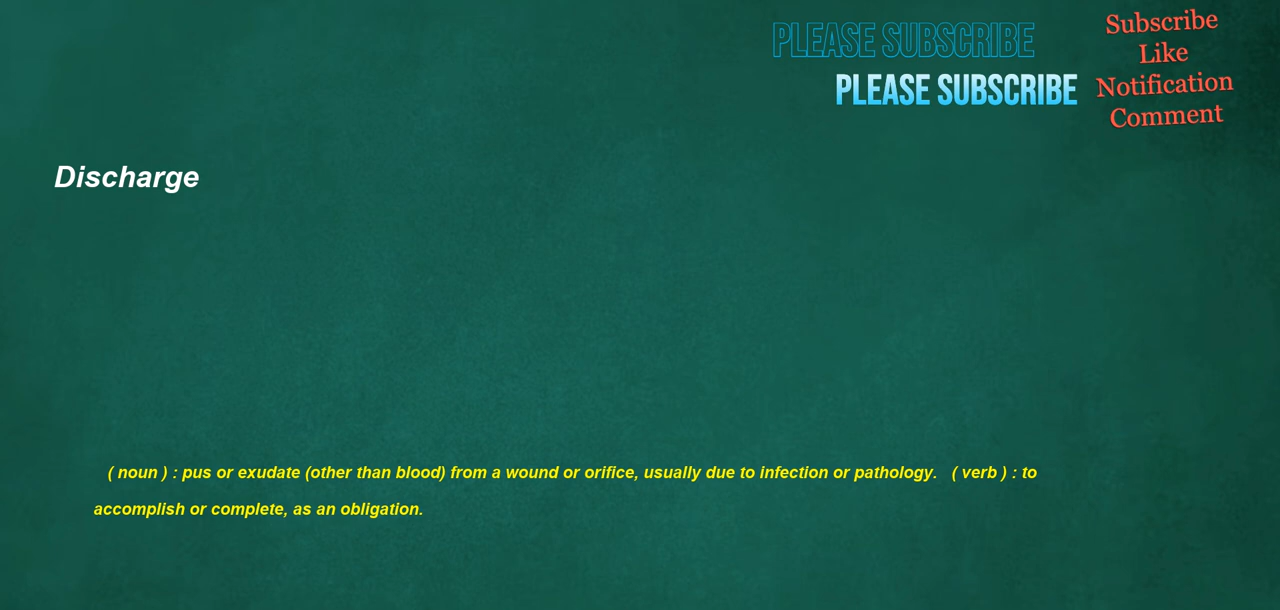 PLEASE SUBSCRIBE
PLEASE SUBSCRIBE
Subscribe
Like
Notification
Comment
Discharge
( noun ) : pus or exudate (other than blood) from a wound or orifice, usually due to infection or pathology. ( verb ) : to
accomplish or complete, as an obligation.